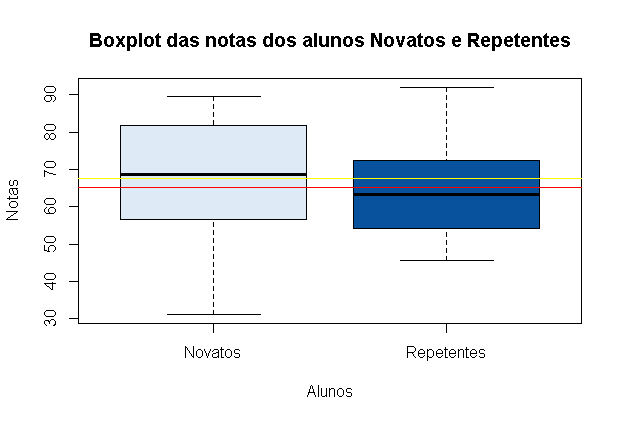 Boxplot das notas dos alunos Novatos e Repetentes
Notas
90
80
70
60
50
40
30
Novatos
Repetentes
Alunos